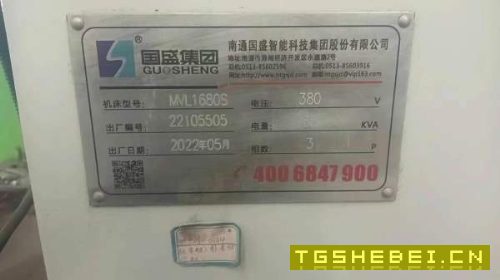 国盛集团
GUOSHENG
南通国盛智能科技集团股份有限公司
机床型号: MVL1680S
电压: 380 V
出厂编号: 22105505
电量: KVA
出厂日期: 2022年05月
相数: 3 P
400 6847 900
TGSHEBEI.CN